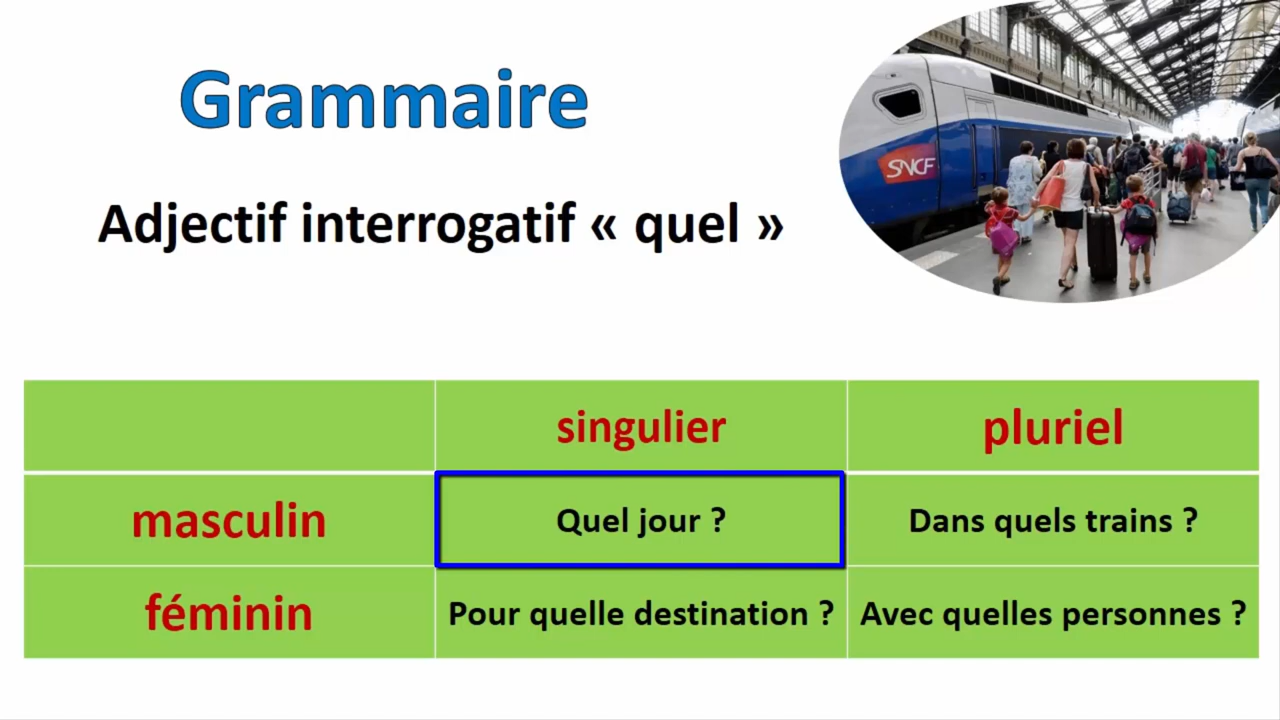 Grammaire
SNCF
Adjectif interrogatif « quel »
singulier pluriel
masculin Quel jour ? Dans quels trains ?
féminin Pour quelle destination ? Avec quelles personnes ?